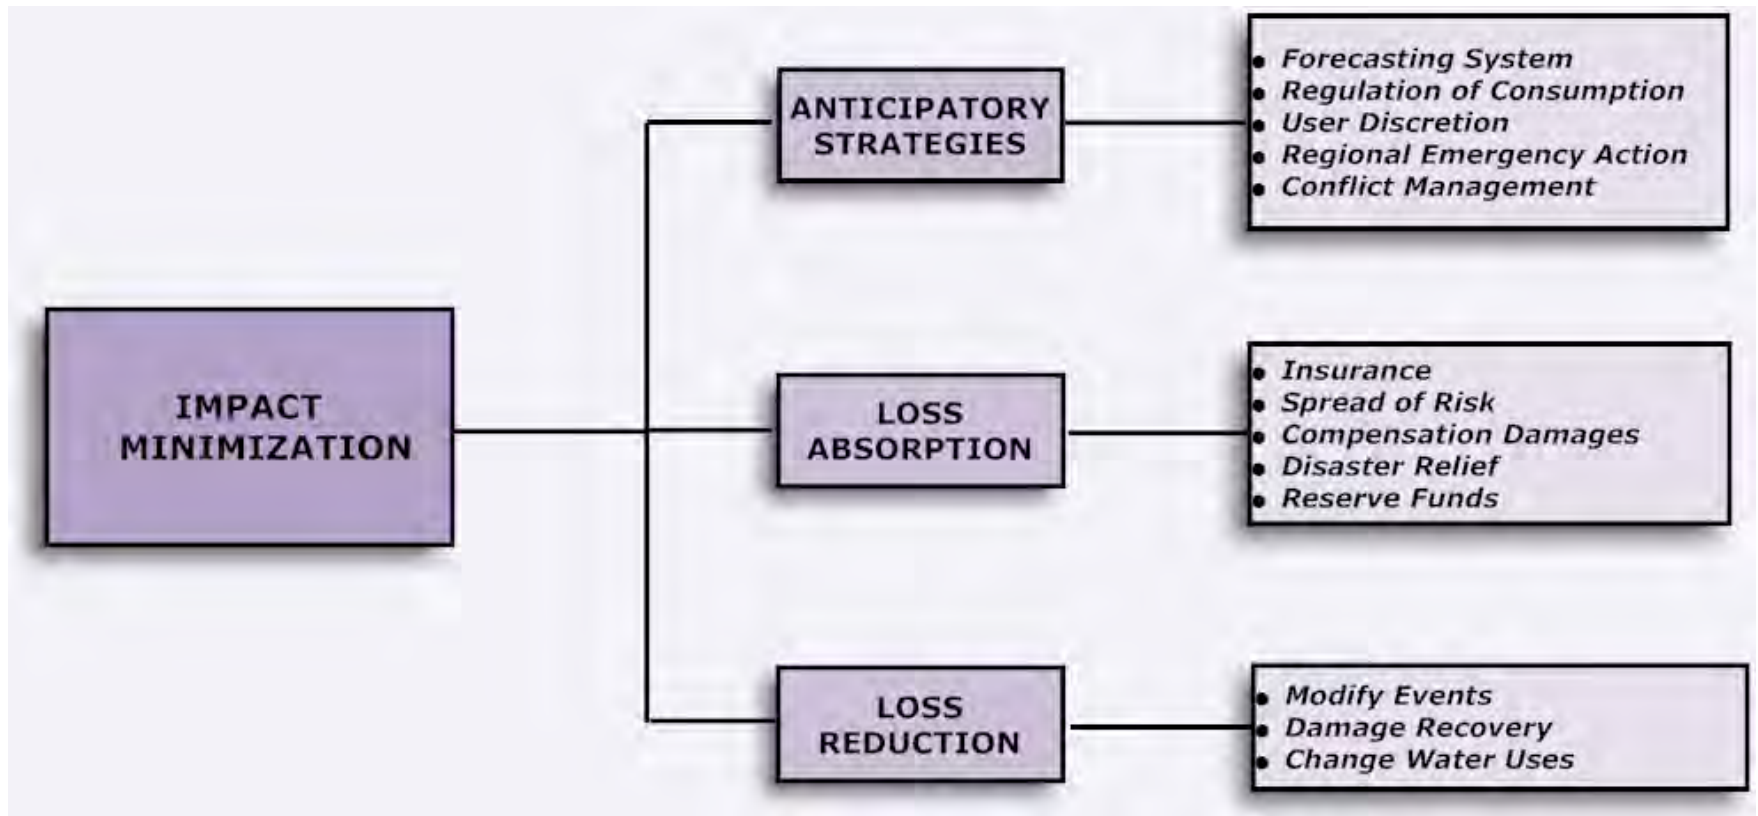 IMPACT
MINIMIZATION
ANTICIPATORY
STRATEGIES
• Forecasting System
• Regulation of Consumption
• User Discretion
• Regional Emergency Action
• Conflict Management
LOSS
ABSORPTION
• Insurance
• Spread of Risk
• Compensation Damages
• Disaster Relief
• Reserve Funds
LOSS
REDUCTION
• Modify Events
• Damage Recovery
• Change Water Uses